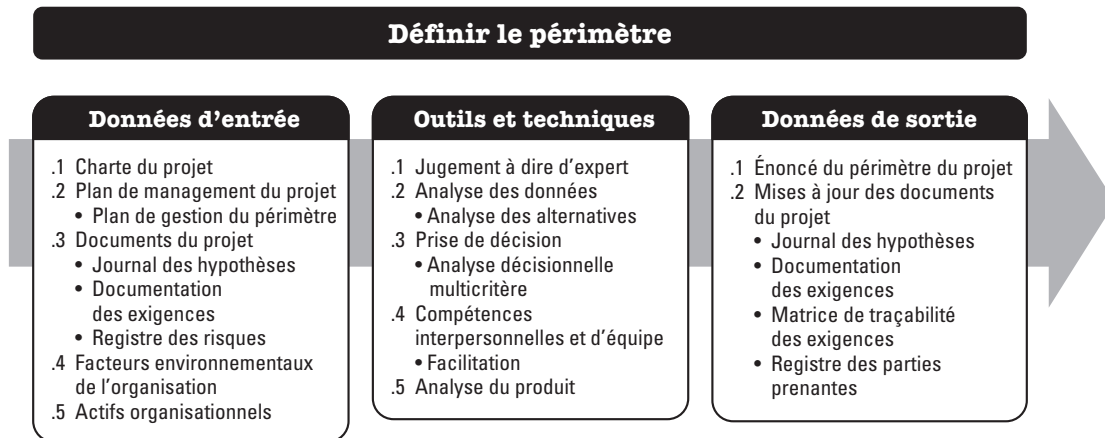 Définir le périmètre
Données d'entrée
.1 Charte du projet
.2 Plan de management du projet
• Plan de gestion du périmètre
.3 Documents du projet
• Journal des hypothèses
• Documentation
des exigences
• Registre des risques
.4 Facteurs environnementaux
de l'organisation
.5 Actifs organisationnels
Outils et techniques
.1 Jugement à dire d'expert
.2 Analyse des données
• Analyse des alternatives
.3 Prise de décision
• Analyse décisionnelle
multicritère
.4 Compétences
interpersonnelles et d'équipe
• Facilitation
.5 Analyse du produit
Données de sortie
.1 Énoncé du périmètre du projet
.2 Mises à jour des documents
du projet
• Journal des hypothèses
• Documentation
des exigences
• Matrice de traçabilité
des exigences
• Registre des parties
prenantes